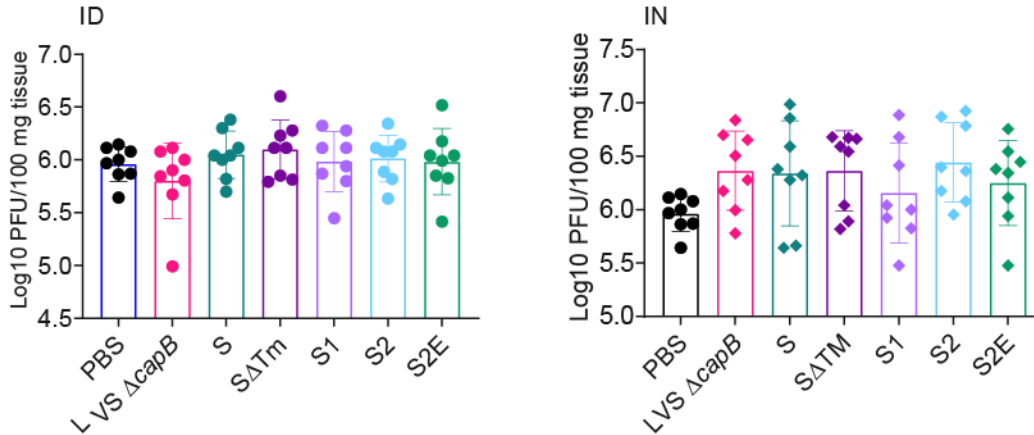 ID
Log10 PFU/100 mg tissue
7.0
6.5
6.0
5.5
5.0
4.5
PBS
L VS ΔcapB
S
SΔTm
S1
S2
S2E
IN
Log10 PFU/100 mg tissue
7.5
7.0
6.5
6.0
5.5
5.0
PBS
LVS ΔcapB
S
SΔTM
S1
S2
S2E